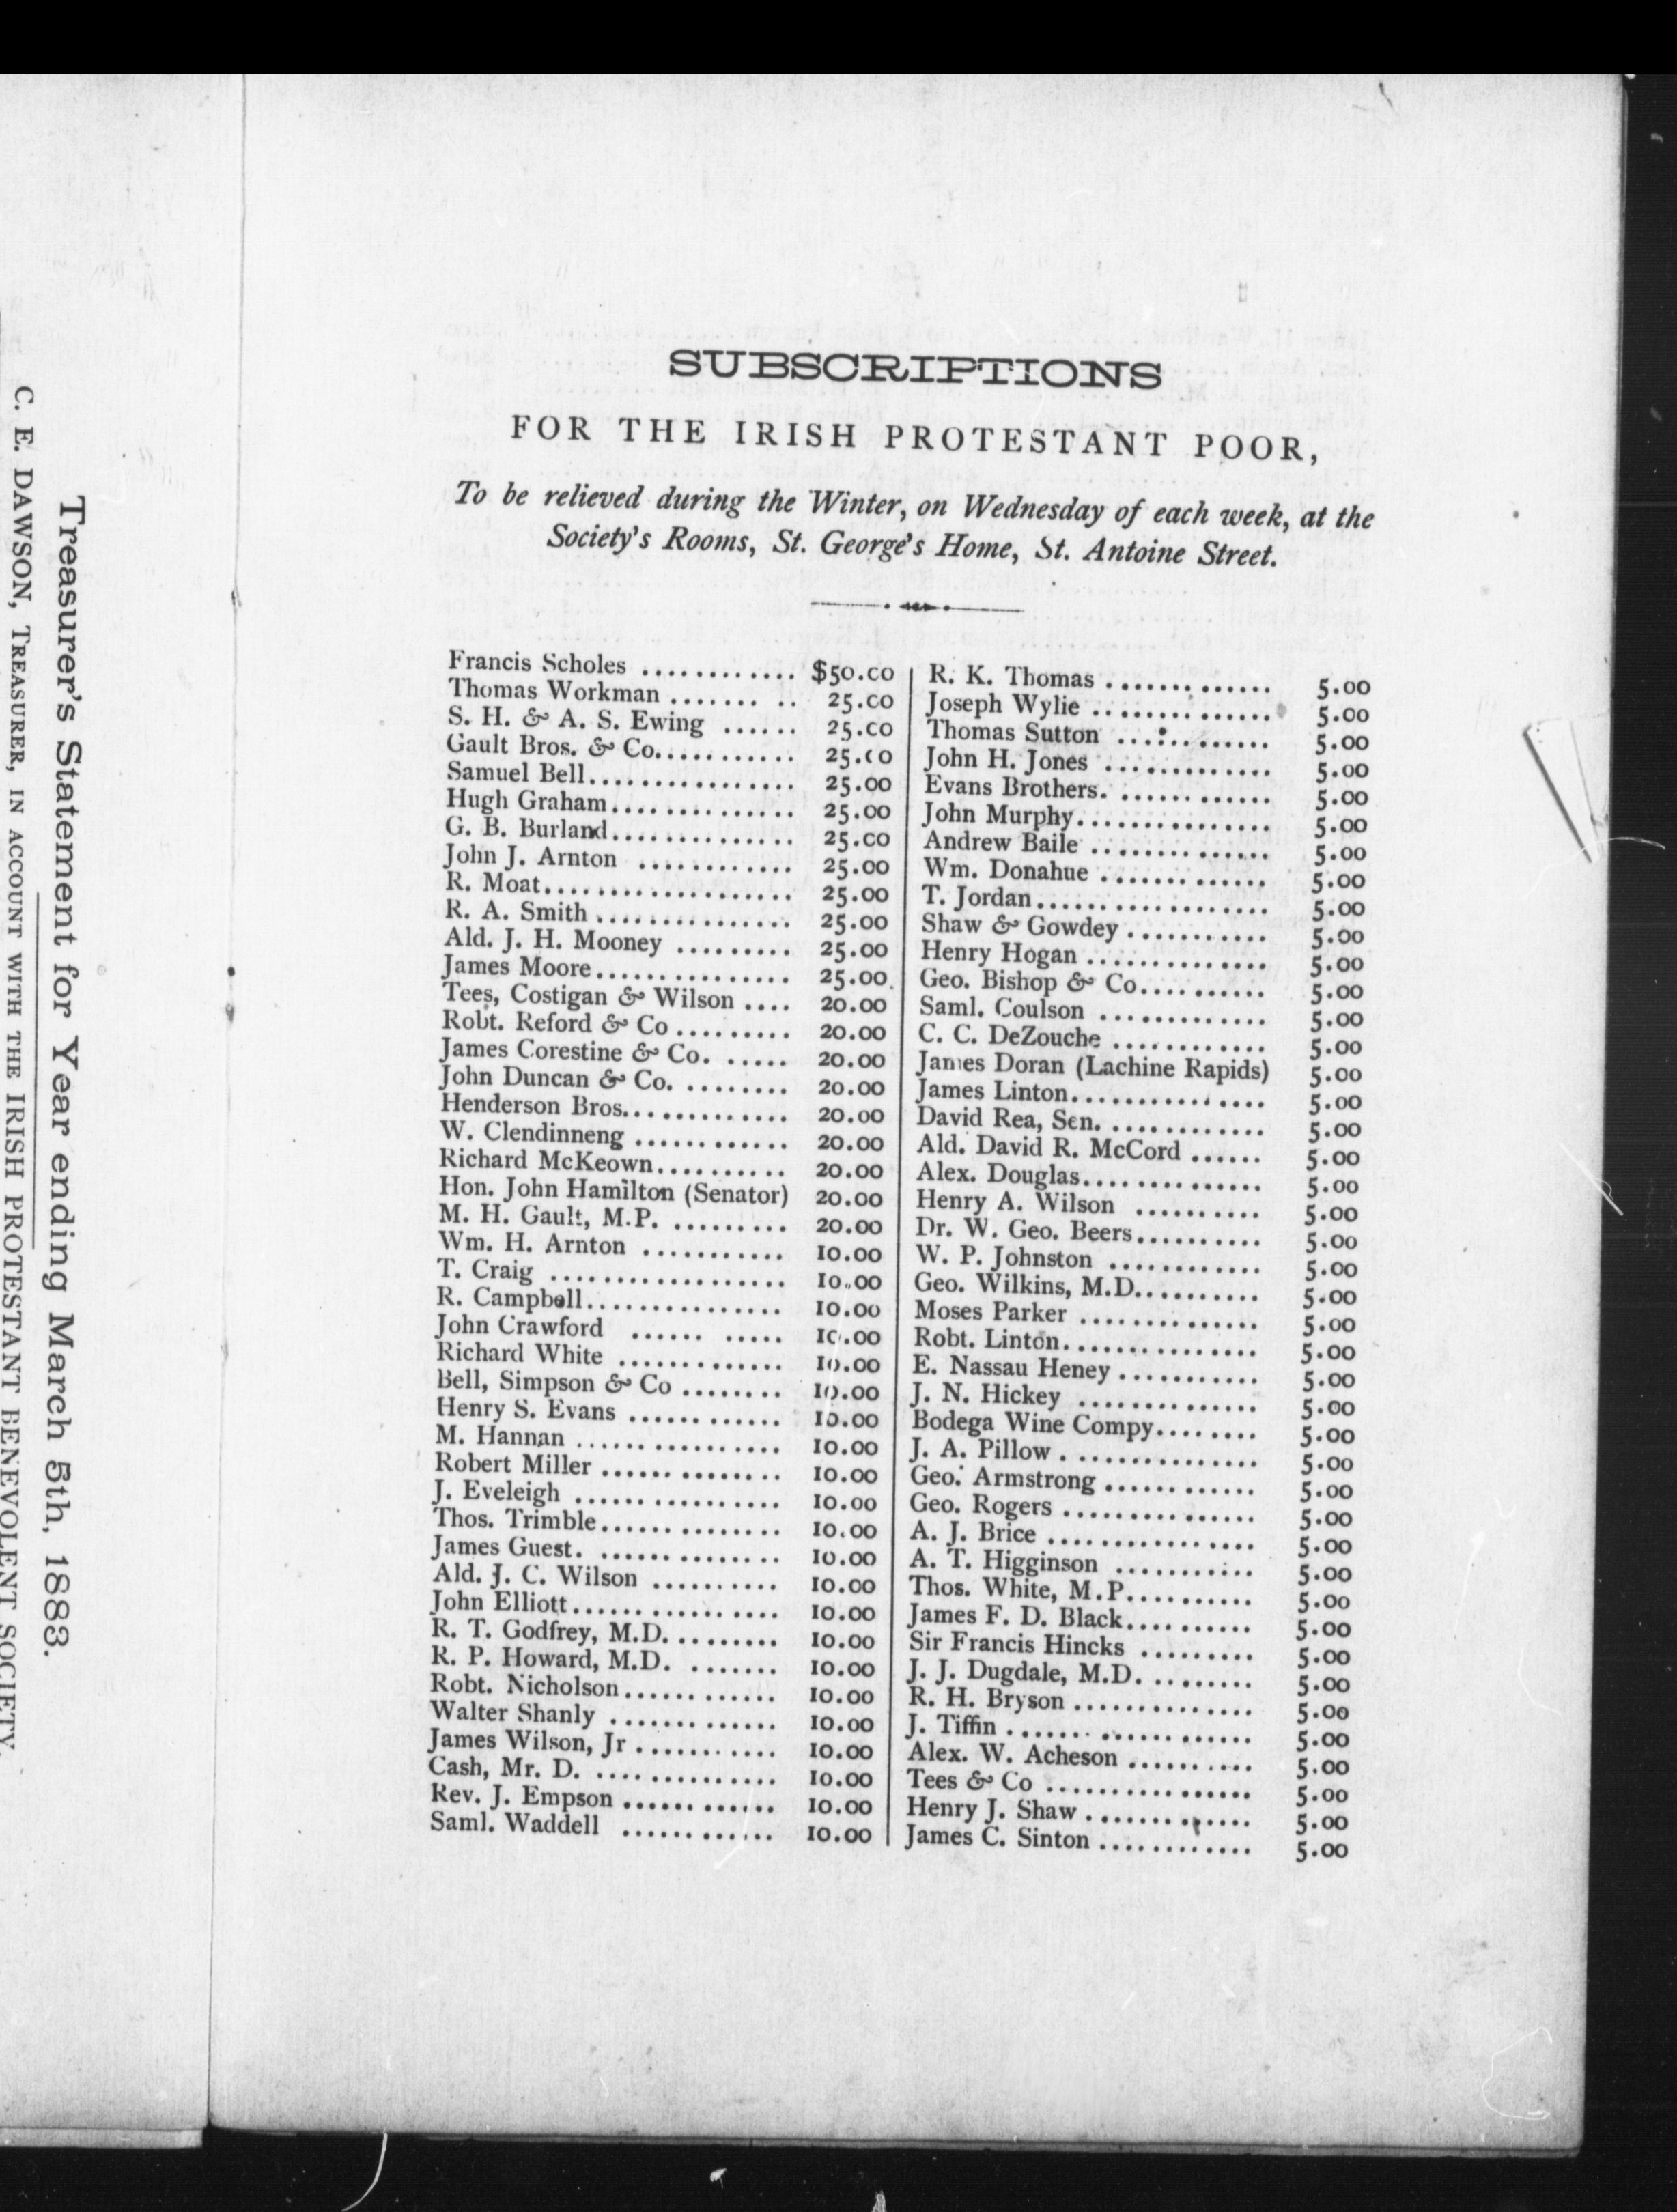 Treasurer's Statement for Year ending March 5th, 1883.
C. E. DAWSON, TREASURER, IN ACCOUNT WITH THE IRISH PROTESTANT BENEVOLENT SOCIETY.
SUBSCRIPTIONS
FOR THE IRISH PROTESTANT POOR,
To be relieved during the Winter, on Wednesday of each week, at the
Society's Rooms, St. George's Home, St. Antoine Street.
Francis Scholes ............ $50.00
Thomas Workman ....... .. 25.00
S. H. & A. S. Ewing ...... 25.00
Gault Bros. & Co........... 25.00
Samuel Bell................ 25.00
Hugh Graham.............. 25.00
G. B. Burland.............. 25.00
John J. Arnton ............ 25.00
R. Moat................... 25.00
R. A. Smith ............... 25.00
Ald. J. H. Mooney ......... 25.00
James Moore............... 25.00
Tees, Costigan & Wilson .... 20.00
Robt. Reford & Co ......... 20.00
James Corestine & Co. ..... 20.00
John Duncan & Co. ........ 20.00
Henderson Bros............. 20.00
W. Clendinneng ............ 20.00
Richard McKeown.......... 20.00
Hon. John Hamilton (Senator) 20.00
M. H. Gault, M.P. ......... 20.00
Wm. H. Arnton ........... 10.00
T. Craig .................. 10.00
R. Campbell............... 10.00
John Crawford ...... ..... 10.00
Richard White ............. 10.00
Bell, Simpson & Co ........ 10.00
Henry S. Evans ............ 10.00
M. Hannan ................ 10.00
Robert Miller .............. 10.00
J. Eveleigh ................ 10.00
Thos. Trimble.............. 10.00
James Guest. .............. 10.00
Ald. J. C. Wilson .......... 10.00
John Elliott................ 10.00
R. T. Godfrey, M.D. ........ 10.00
R. P. Howard, M.D. ....... 10.00
Robt. Nicholson............ 10.00
Walter Shanly ............. 10.00
James Wilson, Jr ........... 10.00
Cash, Mr. D. .............. 10.00
Rev. J. Empson ............ 10.00
Saml. Waddell ............ 10.00
R. K. Thomas ............. 5.00
Joseph Wylie .............. 5.00
Thomas Sutton ............ 5.00
John H. Jones ............. 5.00
Evans Brothers. ............ 5.00
John Murphy............... 5.00
Andrew Baile .............. 5.00
Wm. Donahue ............. 5.00
T. Jordan................... 5.00
Shaw & Gowdey ........... 5.00
Henry Hogan .............. 5.00
Geo. Bishop & Co.......... 5.00
Saml. Coulson ............. 5.00
C. C. DeZouche ............ 5.00
James Doran (Lachine Rapids) 5.00
James Linton............... 5.00
David Rea, Sen. ............ 5.00
Ald. David R. McCord ...... 5.00
Alex. Douglas.............. 5.00
Henry A. Wilson .......... 5.00
Dr. W. Geo. Beers.......... 5.00
W. P. Johnston ............ 5.00
Geo. Wilkins, M.D.......... 5.00
Moses Parker .............. 5.00
Robt. Linton............... 5.00
E. Nassau Heney ........... 5.00
J. N. Hickey .............. 5.00
Bodega Wine Compy........ 5.00
J. A. Pillow . .............. 5.00
Geo. Armstrong ............ 5.00
Geo. Rogers ............... 5.00
A. J. Brice ................ 5.00
A. T. Higginson ........... 5.00
Thos. White, M.P.......... 5.00
James F. D. Black.......... 5.00
Sir Francis Hincks ......... 5.00
J. J. Dugdale, M.D. ........ 5.00
R. H. Bryson .............. 5.00
J. Tiffin ................... 5.00
Alex. W. Acheson .......... 5.00
Tees & Co ................. 5.00
Henry J. Shaw ............. 5.00
James C. Sinton ............ 5.00